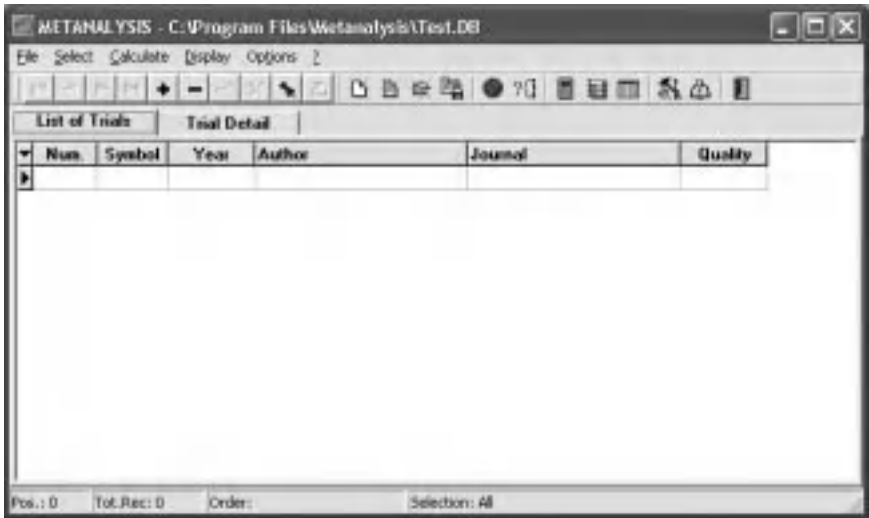 METANALYSIS - C:\Program Files\Metanalysis\Test.DB
File Select Calculate Display Options ?
List of Trials Trial Detail
Num. Symbol Year Author Journal Quality
Pos.: 0 Tot.Rec: 0 Order: Selection: All